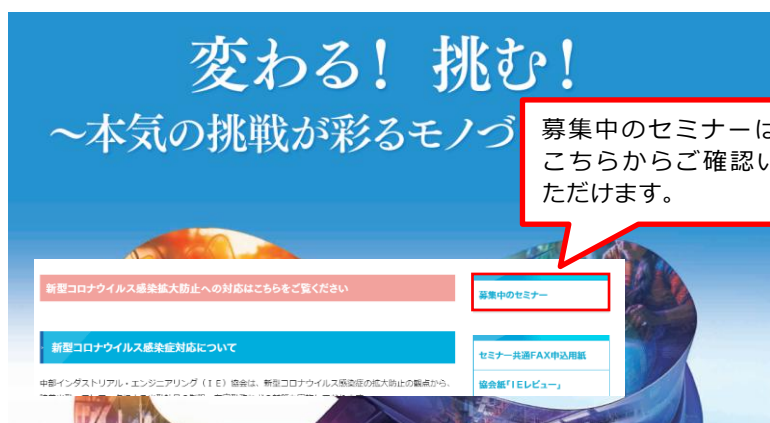 変わる！ 挑む！
～本気の挑戦が彩るモノづ
募集中のセミナーは
こちらからご確認い
ただけます。
新型コロナウイルス感染拡大防止への対応はこちらをご覧ください
募集中のセミナー
新型コロナウイルス感染症対応について
セミナー共通FAX申込用紙
中部インダストリアル・エンジニアリング（ＩＥ）協会は、新型コロナウイルス感染症の拡大防止の観点から、
協会紙「ＩＥレビュー」